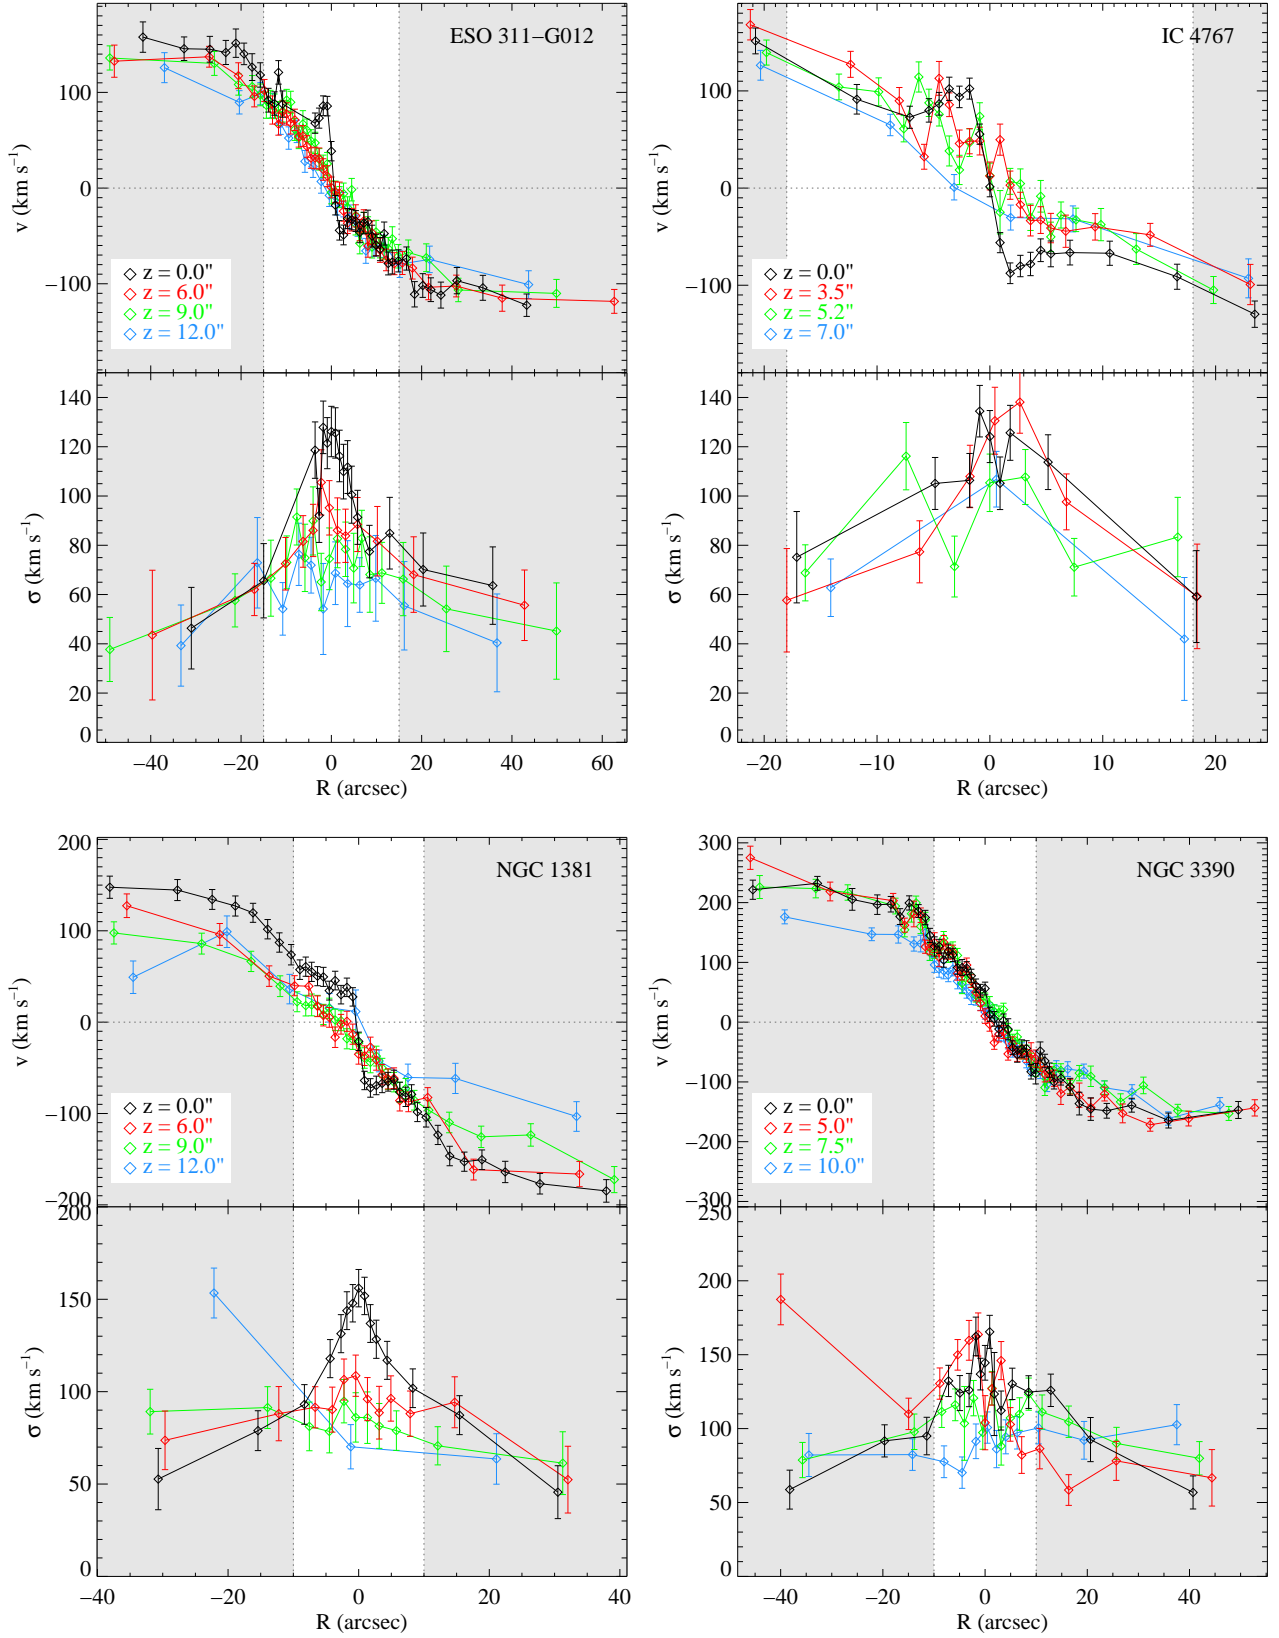 ESO 311−G012
100
0
−100
v (km s⁻¹)
z = 0.0"
z = 6.0"
z = 9.0"
z = 12.0"
140
120
100
80
60
40
20
0
σ (km s⁻¹)
−40 −20 0 20 40 60
R (arcsec)
IC 4767
100
0
−100
v (km s⁻¹)
z = 0.0"
z = 3.5"
z = 5.2"
z = 7.0"
140
120
100
80
60
40
20
0
σ (km s⁻¹)
−20 −10 0 10 20
R (arcsec)
NGC 1381
200
150
100
50
0
−50
−100
−150
−200
v (km s⁻¹)
z = 0.0"
z = 6.0"
z = 9.0"
z = 12.0"
200
150
100
50
0
σ (km s⁻¹)
−40 −20 0 20 40
R (arcsec)
NGC 3390
300
200
100
0
−100
−200
−300
v (km s⁻¹)
z = 0.0"
z = 5.0"
z = 7.5"
z = 10.0"
250
200
150
100
50
0
σ (km s⁻¹)
−40 −20 0 20 40
R (arcsec)